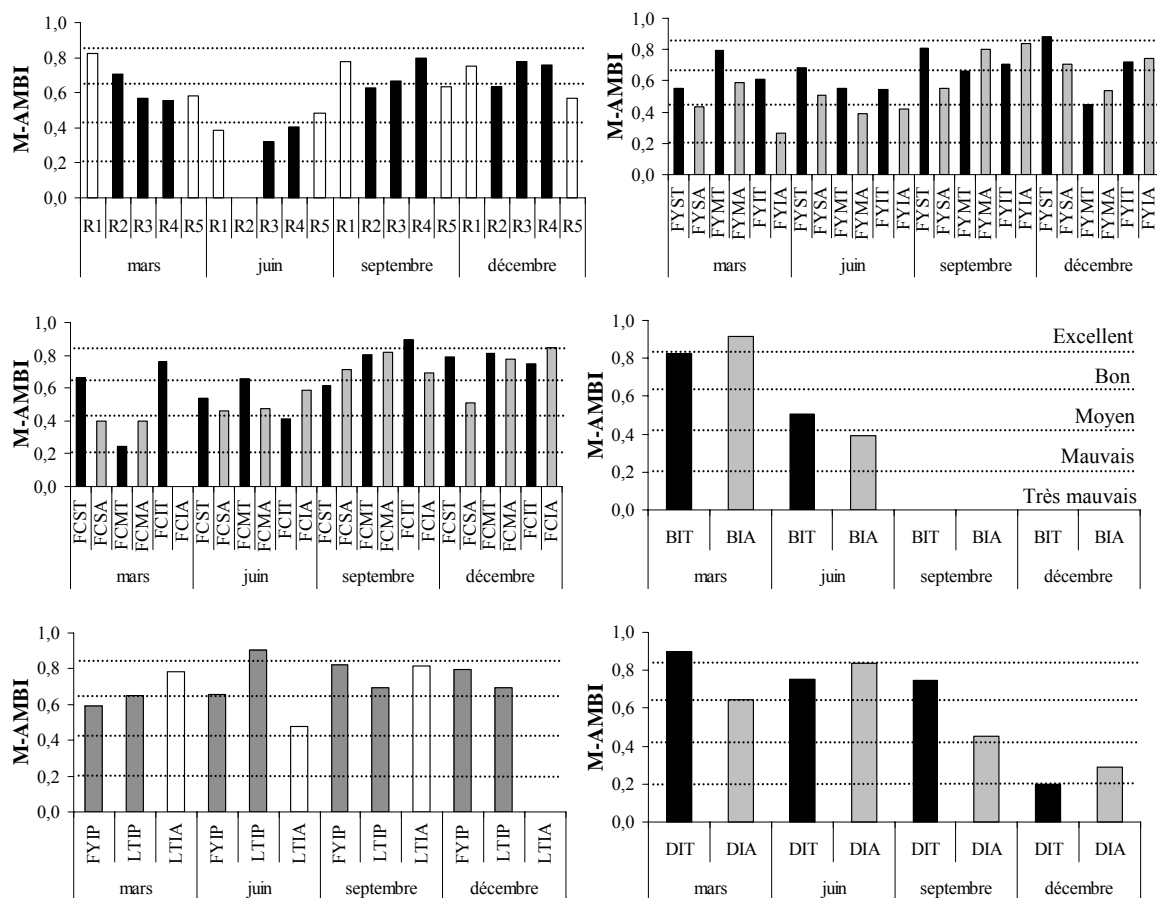 M-AMBI
1,0
0,8
0,6
0,4
0,2
0,0
R1 R2 R3 R4 R5 R1 R2 R3 R4 R5 R1 R2 R3 R4 R5 R1 R2 R3 R4 R5
mars juin septembre décembre
M-AMBI
1,0
0,8
0,6
0,4
0,2
0,0
FYST FYSA FYMT FYMA FYIT FYIA FYST FYSA FYMT FYMA FYIT FYIA FYST FYSA FYMT FYMA FYIT FYIA FYST FYSA FYMT FYMA FYIT FYIA
mars juin septembre décembre
M-AMBI
1,0
0,8
0,6
0,4
0,2
0,0
FCST FCSA FCMT FCMA FCIT FCIA FCST FCSA FCMT FCMA FCIT FCIA FCST FCSA FCMT FCMA FCIT FCIA FCST FCSA FCMT FCMA FCIT FCIA
mars juin septembre décembre
M-AMBI
1,0
0,8
0,6
0,4
0,2
0,0
Excellent
Bon
Moyen
Mauvais
Très mauvais
BIT BIA BIT BIA BIT BIA BIT BIA
mars juin septembre décembre
M-AMBI
1,0
0,8
0,6
0,4
0,2
0,0
FYIP LTIP LTIA FYIP LTIP LTIA FYIP LTIP LTIA FYIP LTIP LTIA
mars juin septembre décembre
M-AMBI
1,0
0,8
0,6
0,4
0,2
0,0
DIT DIA DIT DIA DIT DIA DIT DIA
mars juin septembre décembre